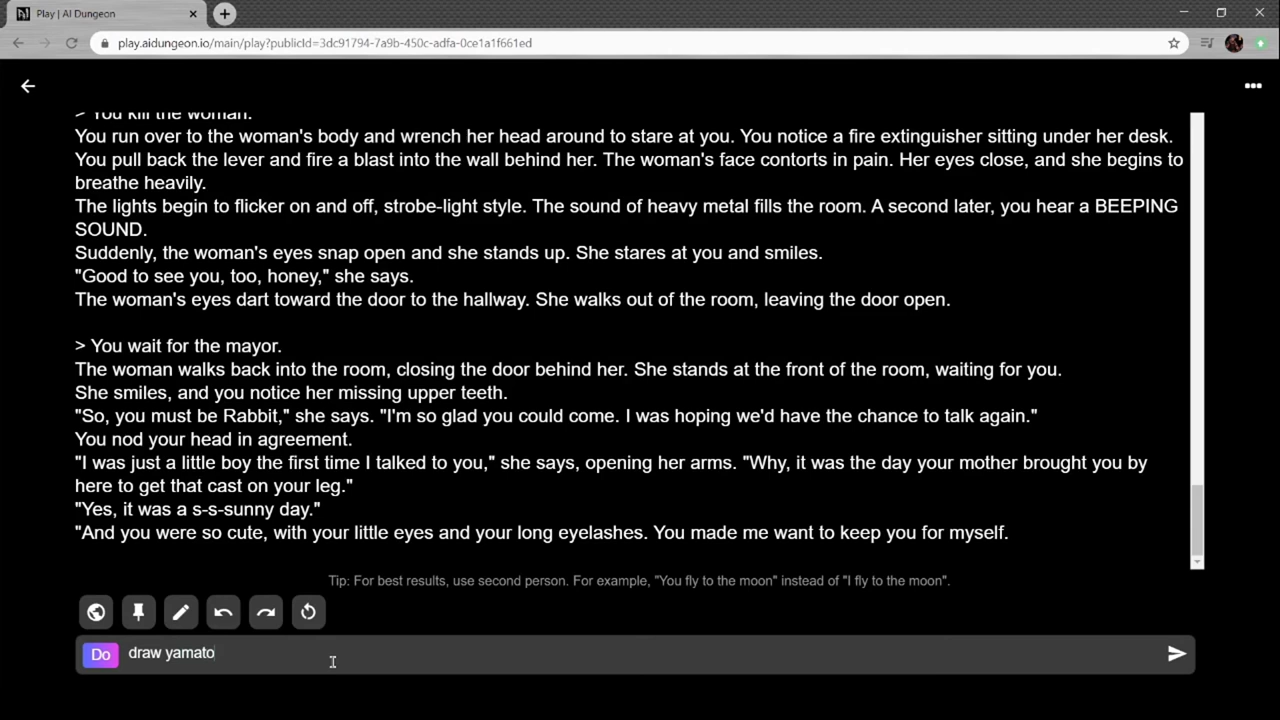 Play | AI Dungeon
play.aidungeon.io/main/play?publicId=3dc91794-7a9b-450c-adfa-0ce1a1f661ed
> You kill the woman.
You run over to the woman's body and wrench her head around to stare at you. You notice a fire extinguisher sitting under her desk.
You pull back the lever and fire a blast into the wall behind her. The woman's face contorts in pain. Her eyes close, and she begins to
breathe heavily.
The lights begin to flicker on and off, strobe-light style. The sound of heavy metal fills the room. A second later, you hear a BEEPING
SOUND.
Suddenly, the woman's eyes snap open and she stands up. She stares at you and smiles.
"Good to see you, too, honey," she says.
The woman's eyes dart toward the door to the hallway. She walks out of the room, leaving the door open.
> You wait for the mayor.
The woman walks back into the room, closing the door behind her. She stands at the front of the room, waiting for you.
She smiles, and you notice her missing upper teeth.
"So, you must be Rabbit," she says. "I'm so glad you could come. I was hoping we'd have the chance to talk again."
You nod your head in agreement.
"I was just a little boy the first time I talked to you," she says, opening her arms. "Why, it was the day your mother brought you by
here to get that cast on your leg."
"Yes, it was a s-s-sunny day."
"And you were so cute, with your little eyes and your long eyelashes. You made me want to keep you for myself.
Tip: For best results, use second person. For example, "You fly to the moon" instead of "I fly to the moon".
Do draw yamato